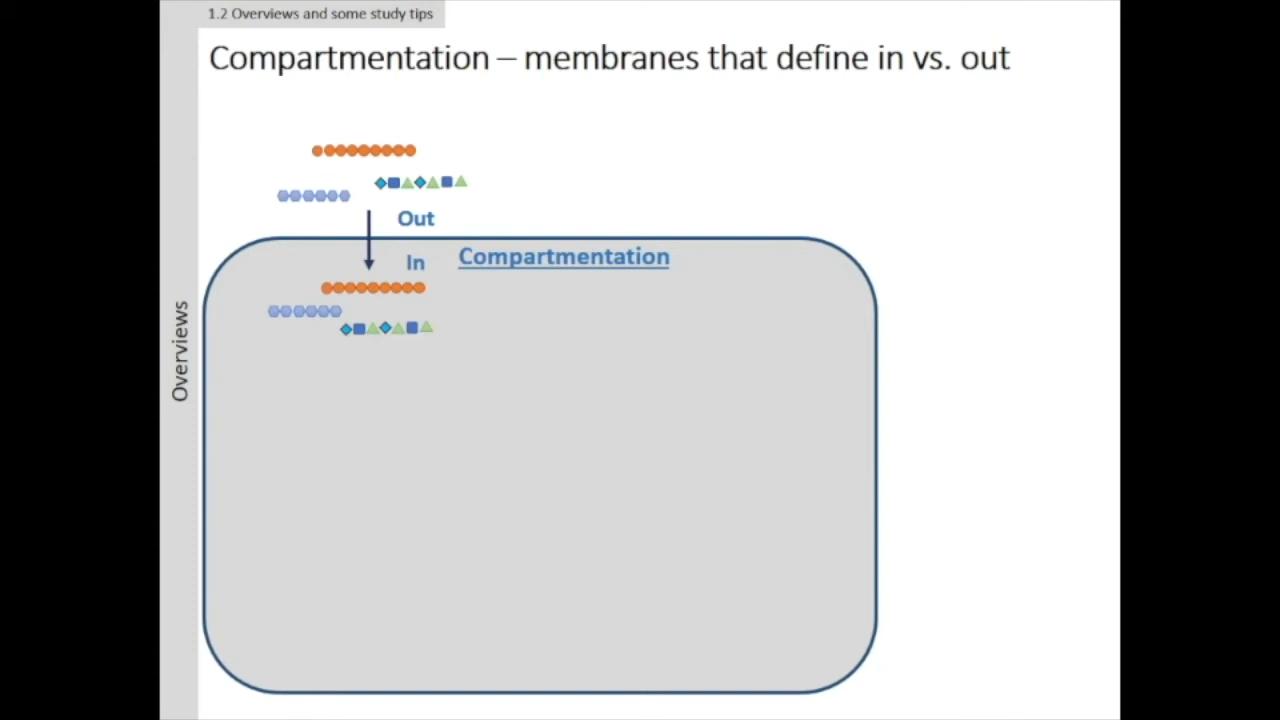 1.2 Overviews and some study tips
Compartmentation – membranes that define in vs. out
Out
In
Compartmentation
Overviews